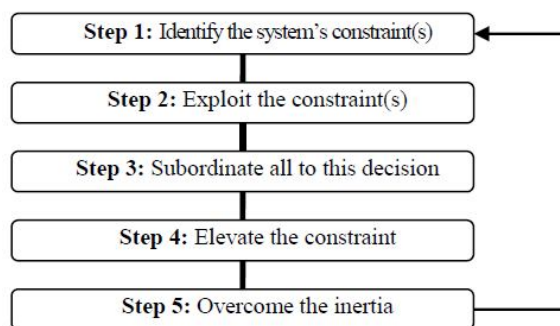 Step 1: Identify the system's constraint(s)
Step 2: Exploit the constraint(s)
Step 3: Subordinate all to this decision
Step 4: Elevate the constraint
Step 5: Overcome the inertia